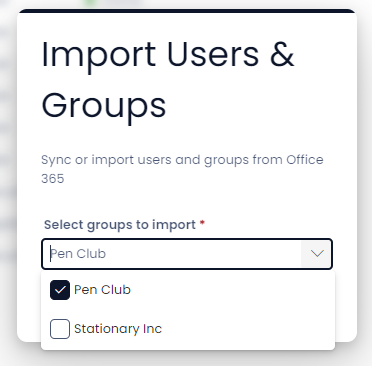 Import Users &
Groups
Sync or import users and groups from Office
365
Select groups to import *
Pen Club
Pen Club
Stationary Inc